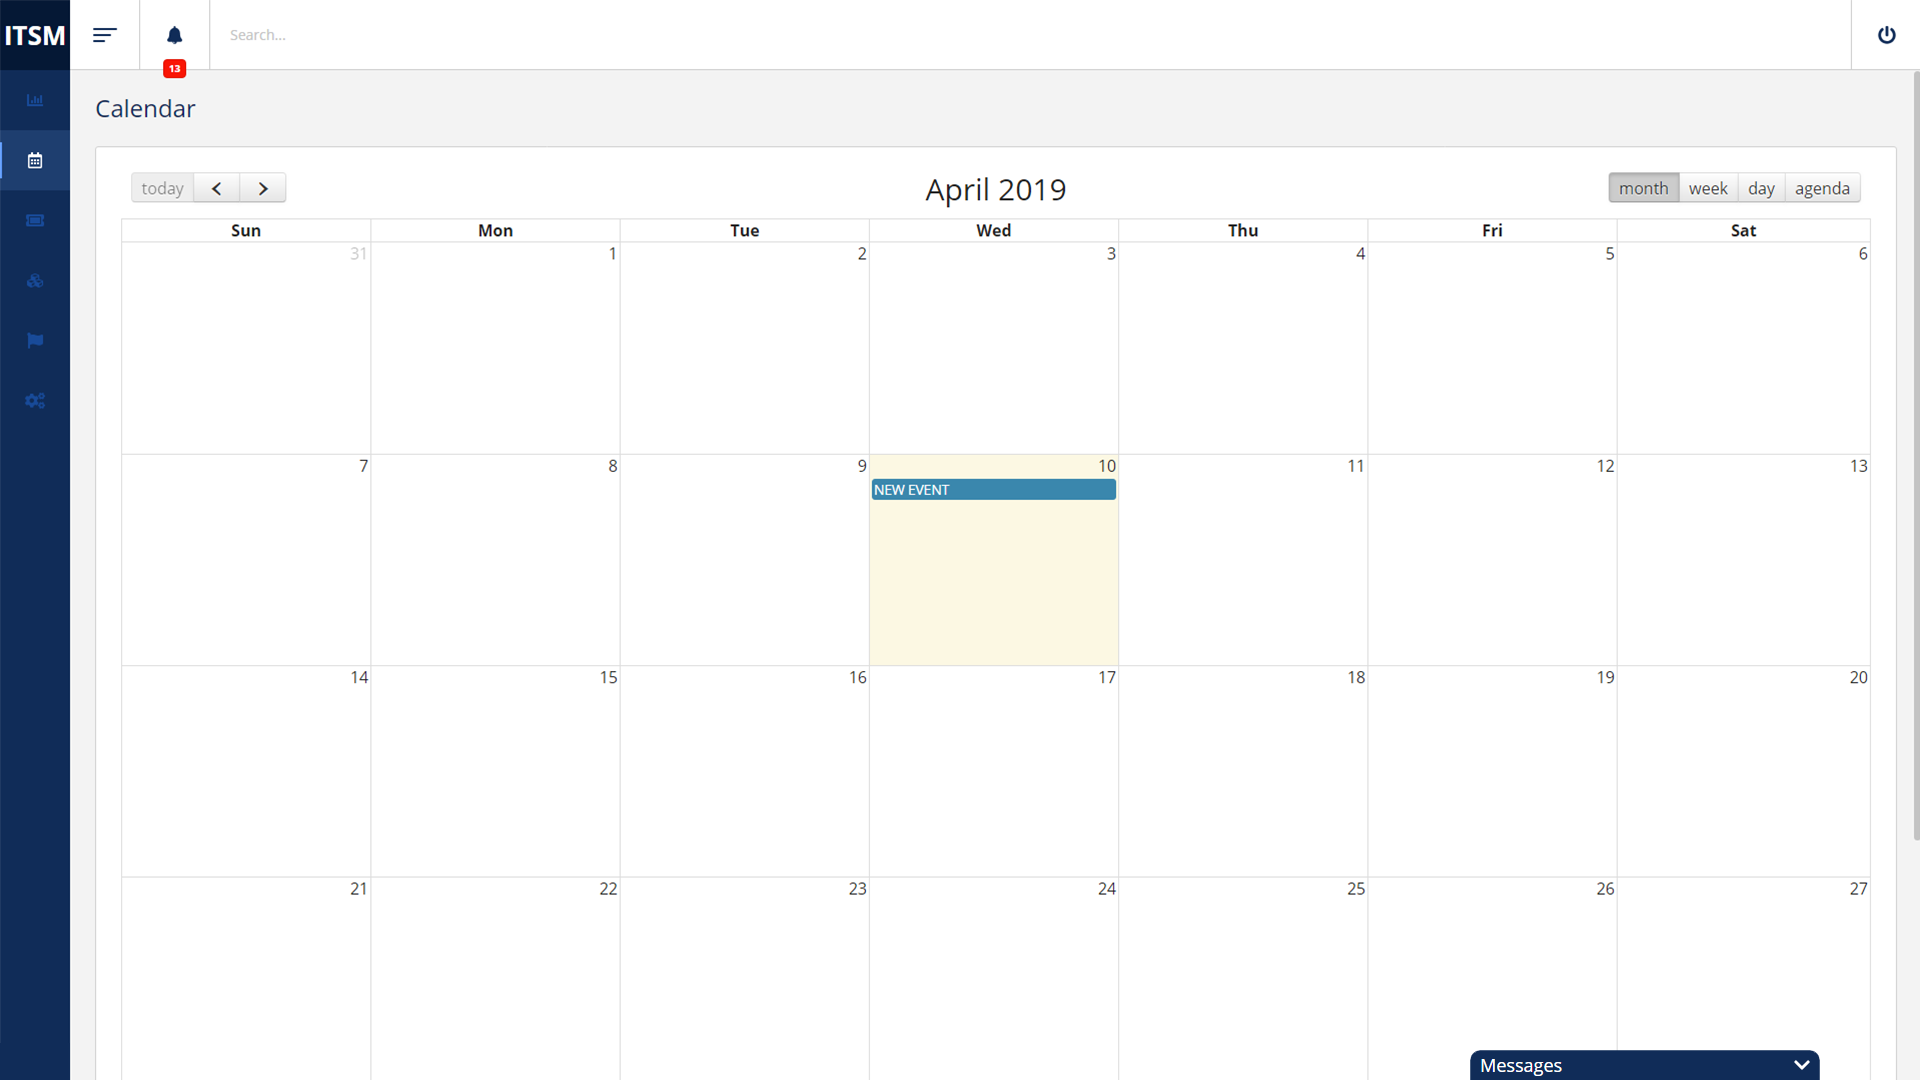 ITSM
13
Search...
Calendar
today
April 2019
month week day agenda
Sun Mon Tue Wed Thu Fri Sat
31 1 2 3 4 5 6
7 8 9 10 11 12 13
NEW EVENT
14 15 16 17 18 19 20
21 22 23 24 25 26 27
Messages